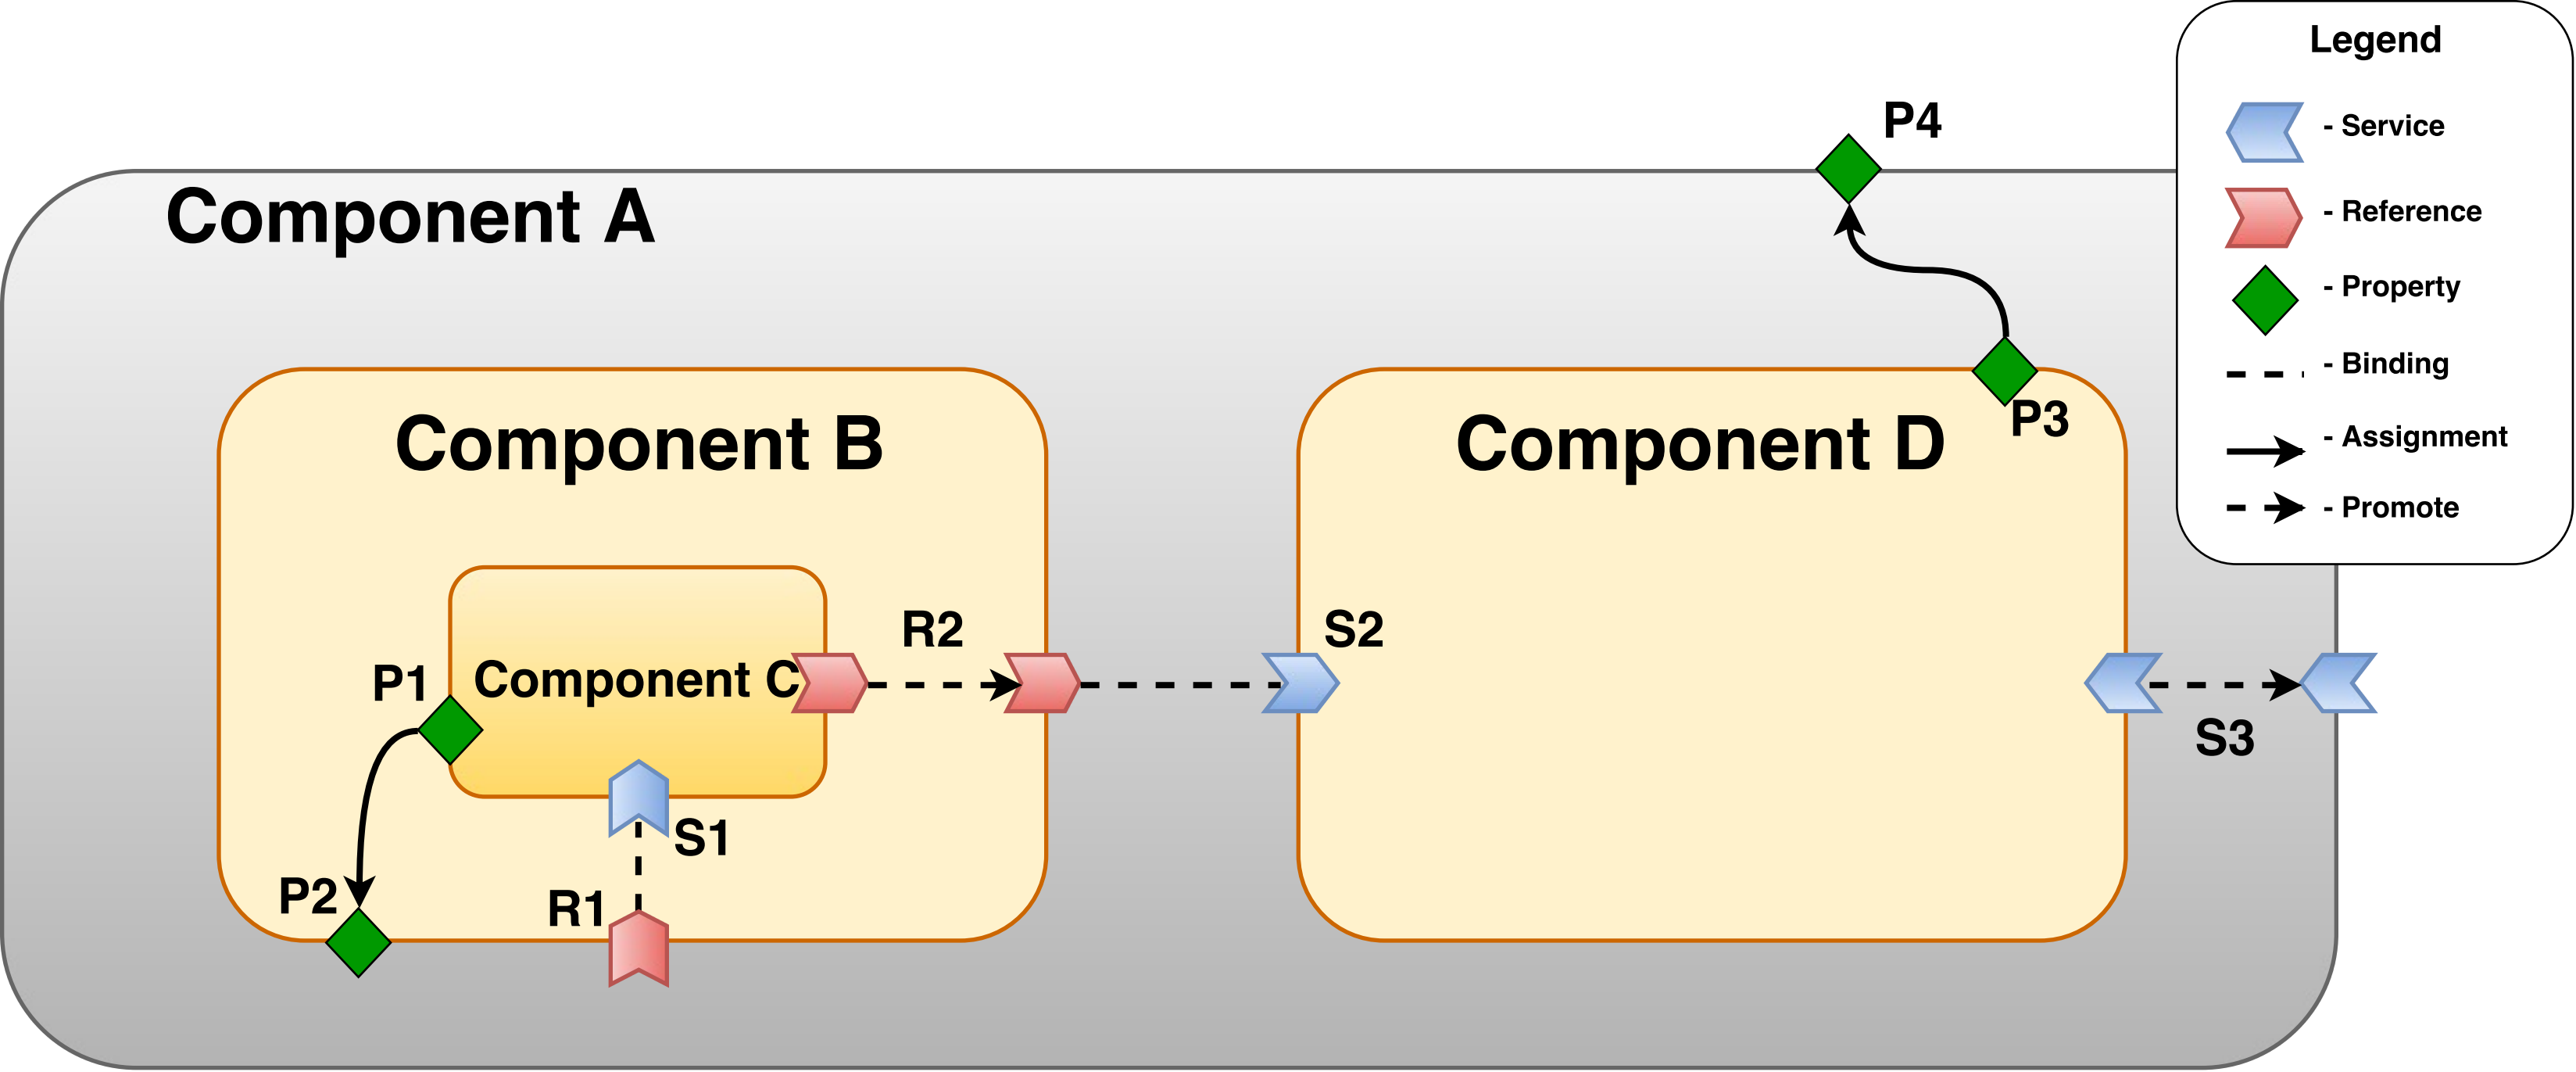 Legend
- Service
- Reference
- Property
- Binding
- Assignment
- Promote
P4
Component A
P3
Component B
Component D
R2
S2
P1
Component C
S3
S1
P2
R1